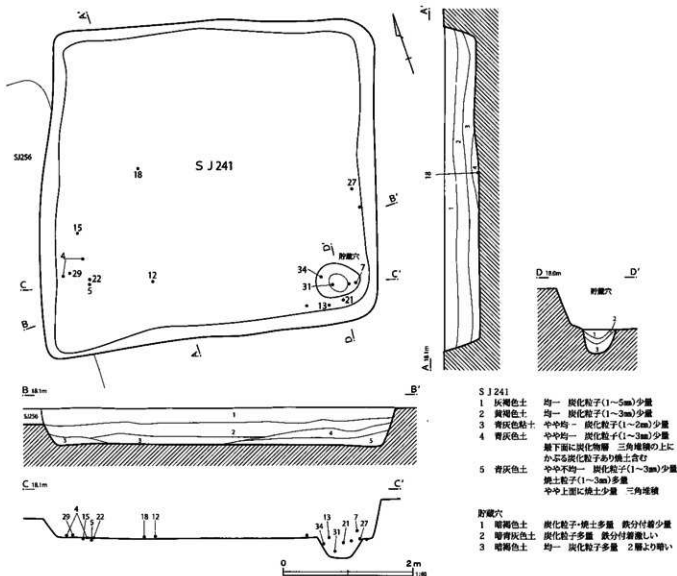 A'
SJ256
S J 241
18
27
B'
15
D'
貯蔵穴
4
29
22
5
12
34
31
7
C'
C
21
13
B
A
D
A'
3
2
4
18
1
A 18.1m
D 18.0m
D'
貯蔵穴
2
1
3
B 18.1m
B'
SJ256
1
2
4
3
3
5
C 18.1m
C'
4
29 15 5 22
18 12
34 13 31 21 7 27
0
2 m
S J 241
1 灰褐色土 均一 炭化粒子(1～5㎜)少量
2 黄褐色土 均一 炭化粒子(1～3㎜)少量
3 青灰色粘土 やや均一 炭化粒子(1～2㎜)少量
4 青灰色土 やや均一 炭化粒子(1～3㎜)少量
最下面に炭化物層 三角堆積の上に
かぶる炭化粒子あり焼土含む
5 青灰色土 やや不均一 炭化粒子(1～3㎜)少量
焼土粒子(1～3㎜)多量
やや上面に焼土少量 三角堆積
貯蔵穴
1 暗褐色土 炭化粒子・焼土多量 鉄分付着少量
2 暗青灰色土 炭化粒子多量 鉄分付着激しい
3 暗褐色土 均一 炭化粒子多量 2層より暗い